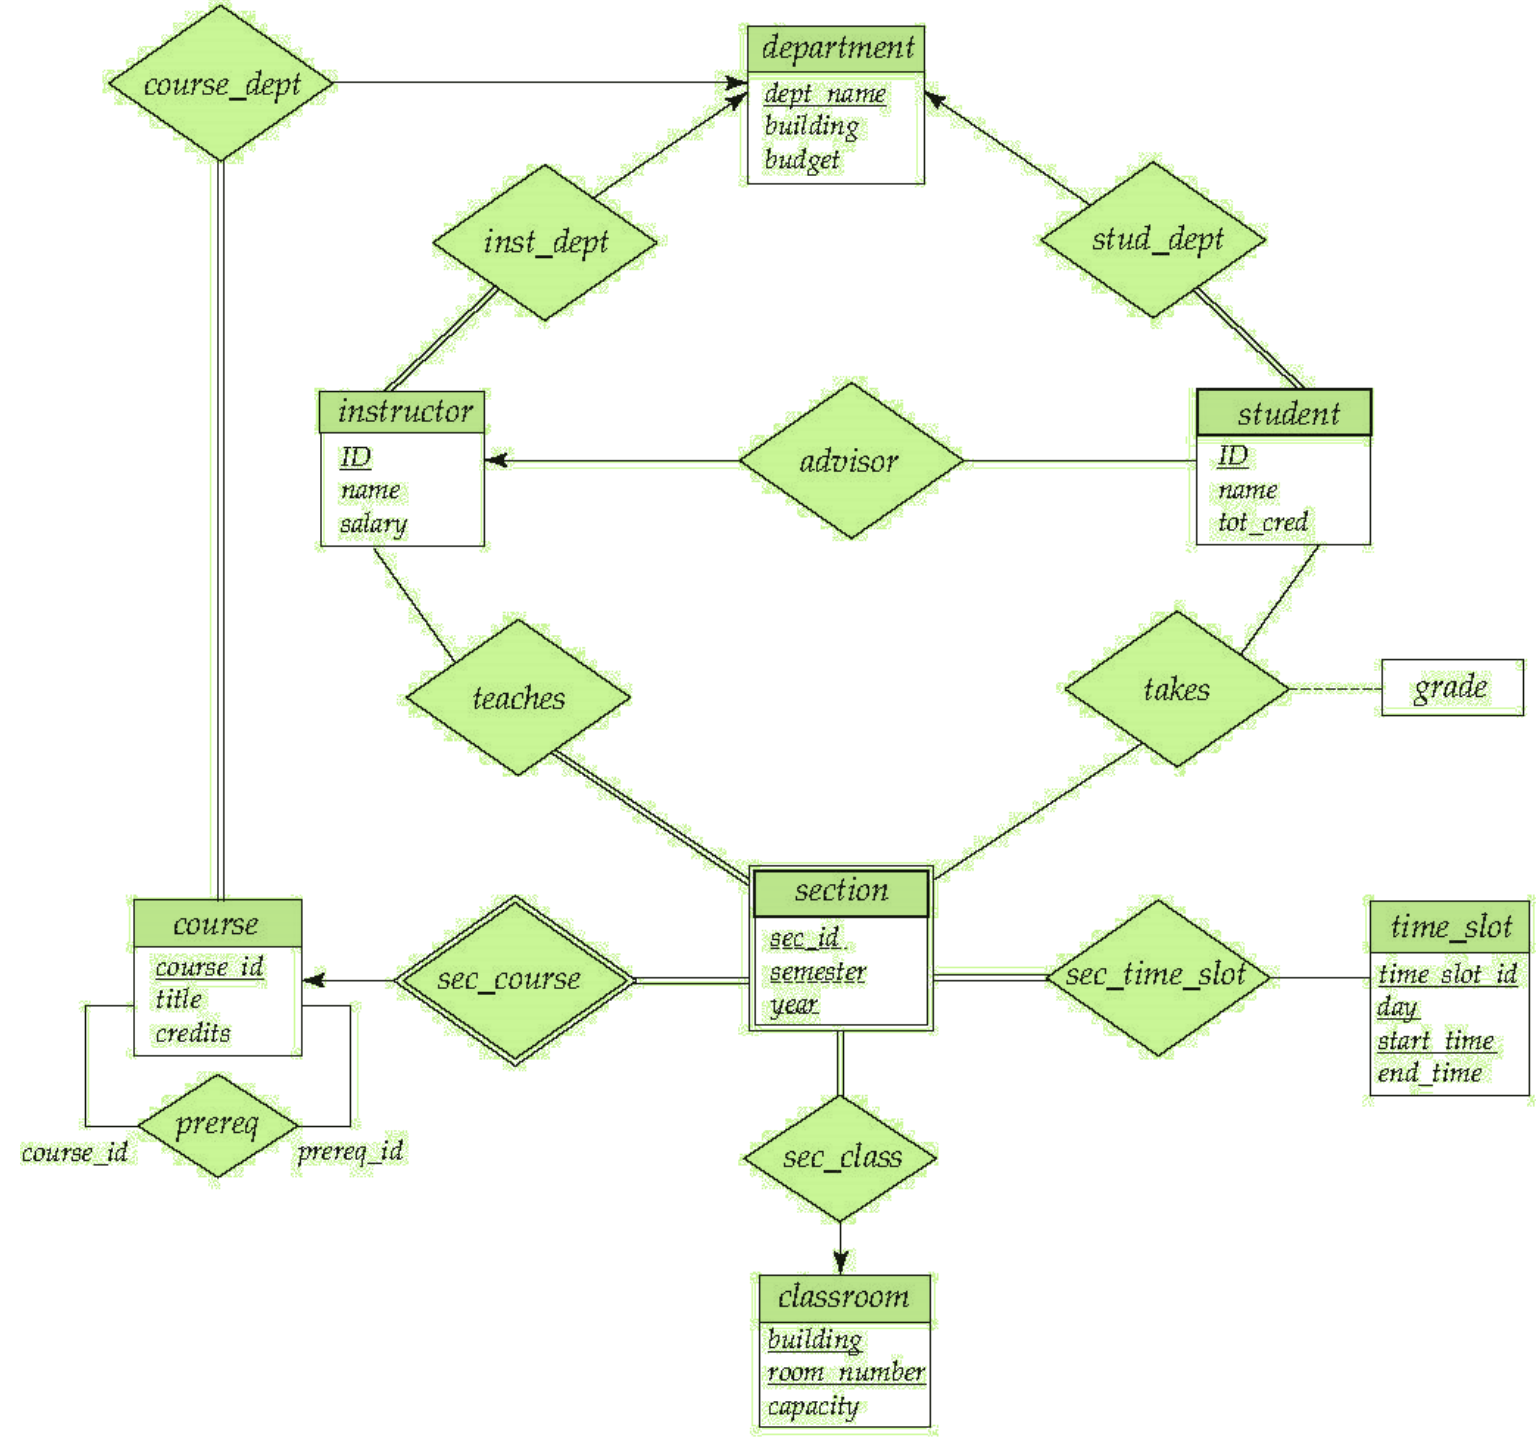 course_dept
department
dept_name
building
budget
inst_dept
stud_dept
instructor
ID
name
salary
advisor
student
ID
name
tot_cred
teaches
takes
grade
course
course_id
title
credits
sec_course
section
sec_id
semester
year
sec_time_slot
time_slot
time_slot_id
day
start_time
end_time
prereq
course_id
prereq_id
sec_class
classroom
building
room_number
capacity